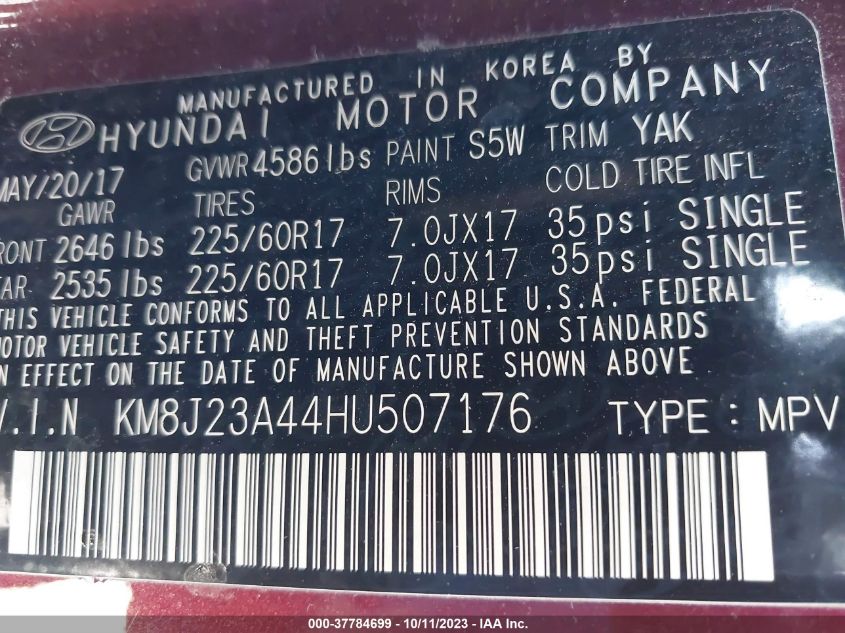 MANUFACTURED IN KOREA BY
HYUNDAI MOTOR COMPANY
MAY/20/17 GVWR 4586 lbs PAINT S5W TRIM YAK
GAWR TIRES RIMS COLD TIRE INFL
RONT 2646 lbs 225/60R17 7.0JX17 35psi SINGLE
EAR 2535 lbs 225/60R17 7.0JX17 35psi SINGLE
THIS VEHICLE CONFORMS TO ALL APPLICABLE U.S.A. FEDERAL
MOTOR VEHICLE SAFETY AND THEFT PREVENTION STANDARDS
IN EFFECT ON THE DATE OF MANUFACTURE SHOWN ABOVE
V.I.N KM8J23A44HU507176 TYPE : MPV
000-37784699 - 10/11/2023 - IAA Inc.